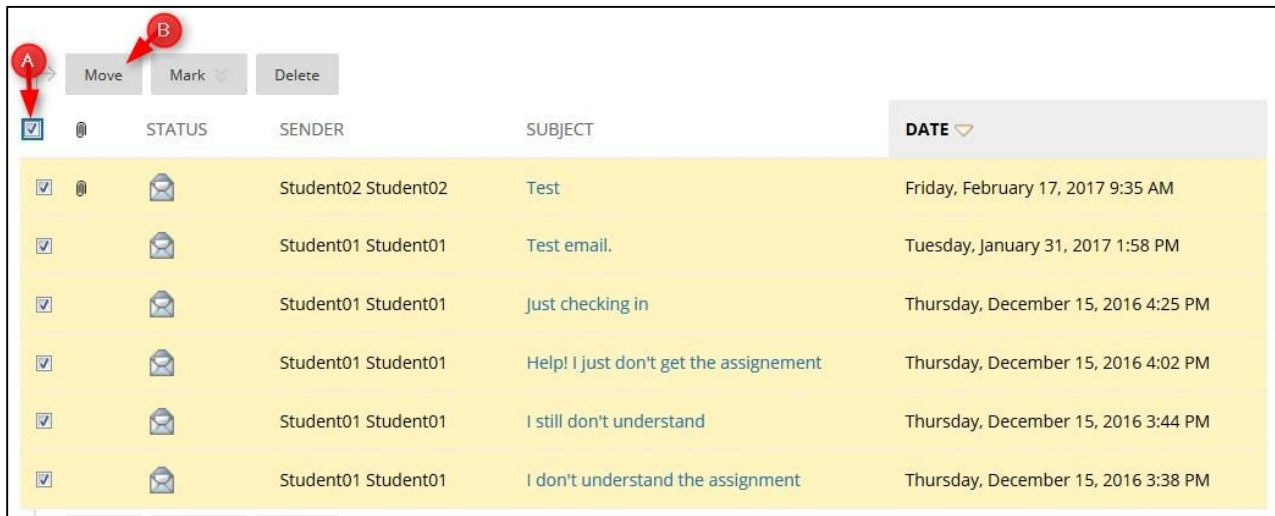 B
A
Move Mark Delete
STATUS SENDER SUBJECT DATE
Student02 Student02 Test Friday, February 17, 2017 9:35 AM
Student01 Student01 Test email. Tuesday, January 31, 2017 1:58 PM
Student01 Student01 Just checking in Thursday, December 15, 2016 4:25 PM
Student01 Student01 Help! I just don't get the assignement Thursday, December 15, 2016 4:02 PM
Student01 Student01 I still don't understand Thursday, December 15, 2016 3:44 PM
Student01 Student01 I don't understand the assignment Thursday, December 15, 2016 3:38 PM